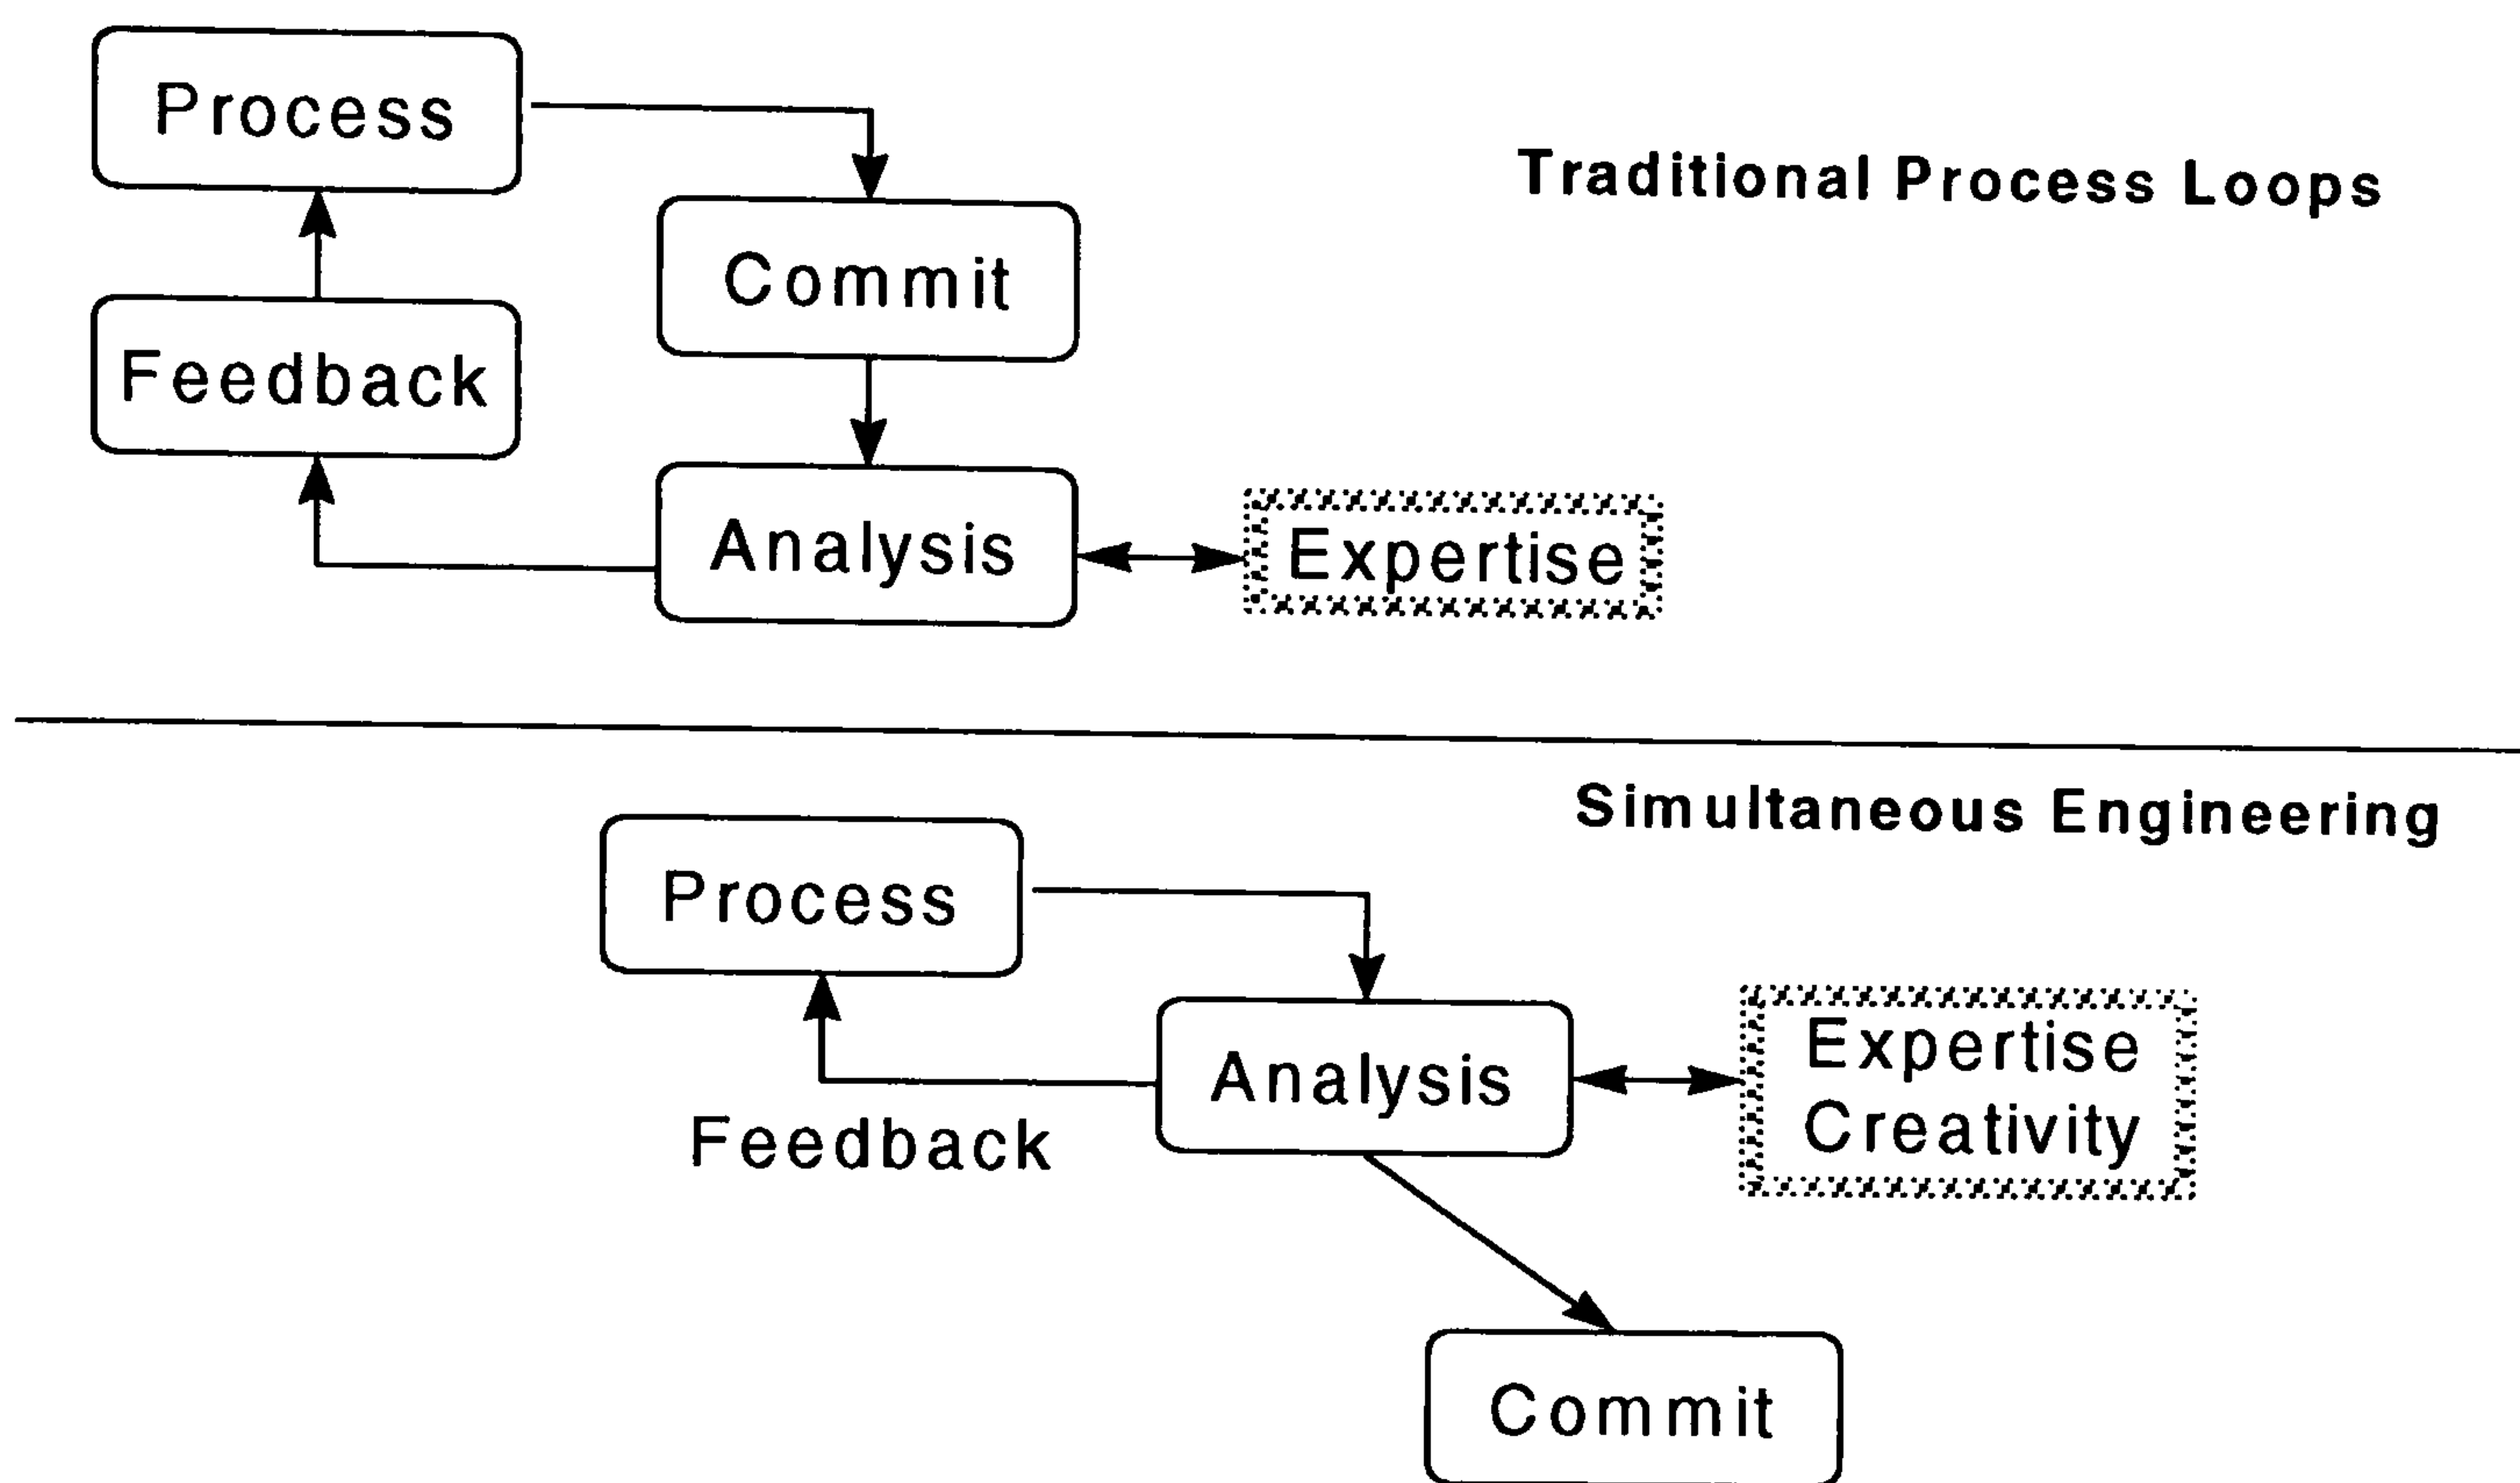 Process
Traditional Process Loops
Commit
Feedback
Analysis
Expertise
Simultaneous Engineering
Process
Analysis
Expertise
Creativity
Feedback
Commit